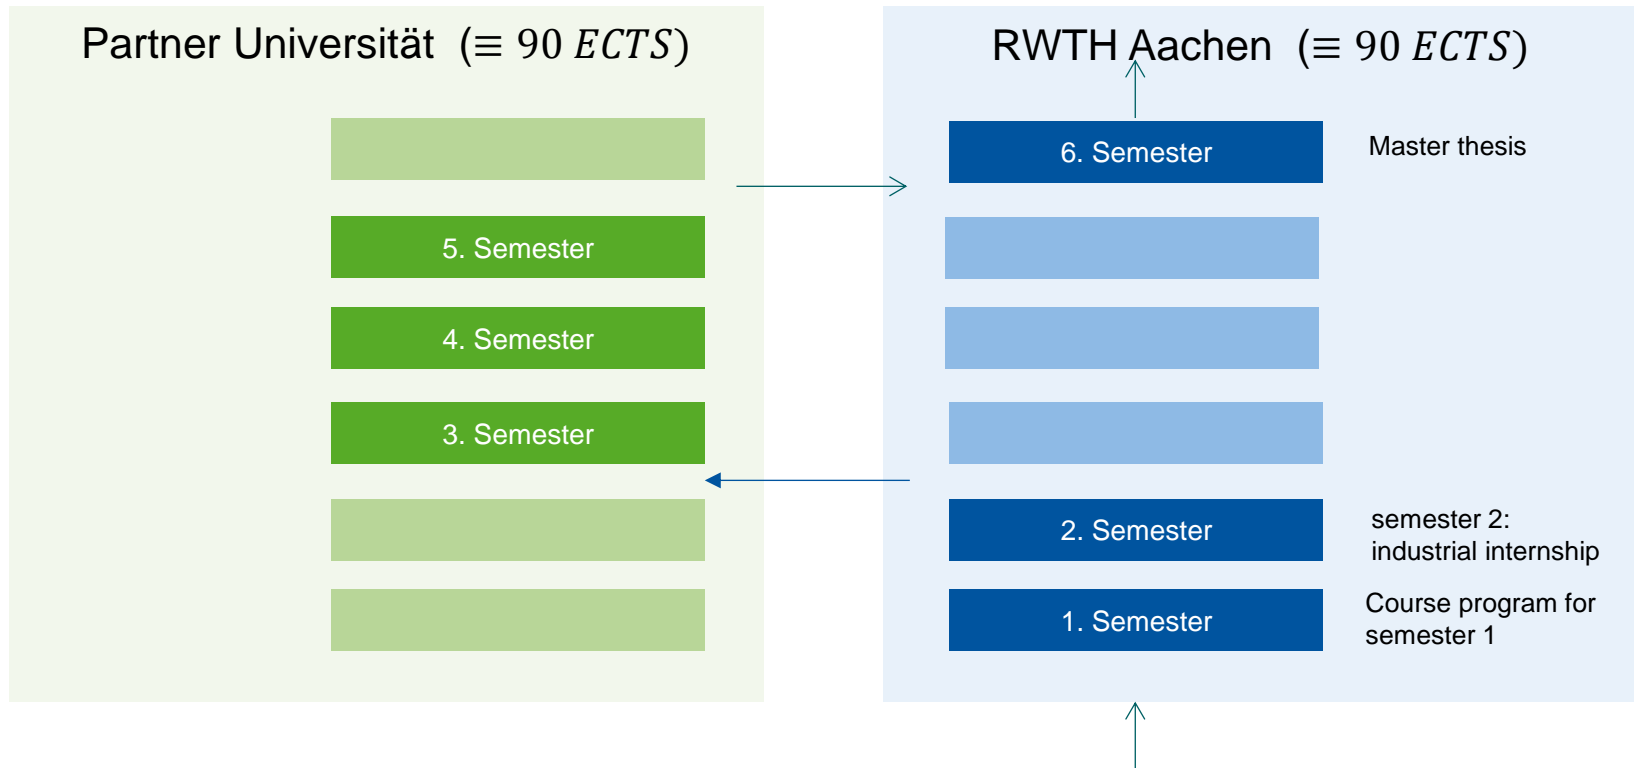 Partner Universität (≡ 90 ECTS)
5. Semester
4. Semester
3. Semester
RWTH Aachen (≡ 90 ECTS)
6. Semester
Master thesis
2. Semester
semester 2:
industrial internship
1. Semester
Course program for
semester 1